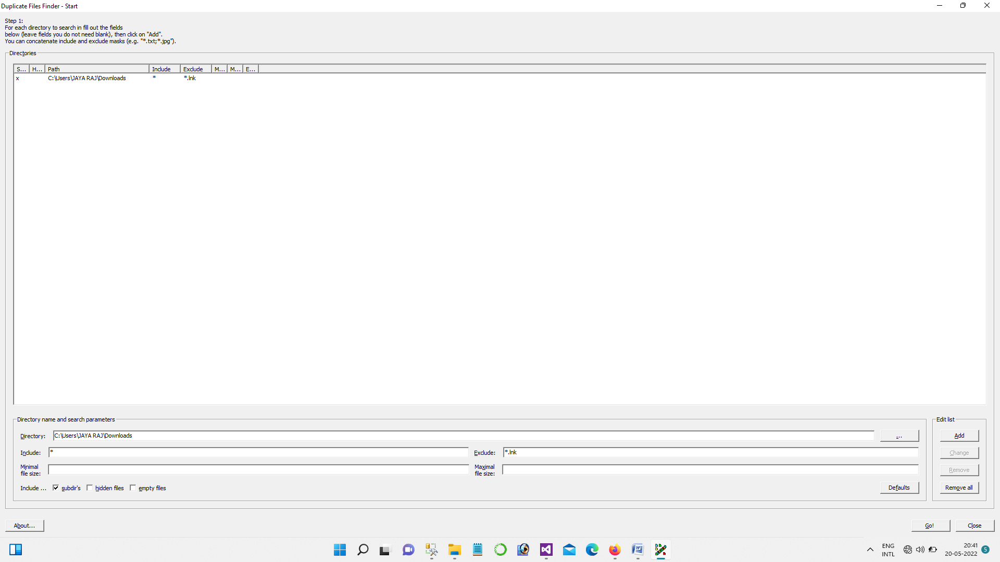 Duplicate Files Finder - Start
Step 1:
For each directory to search in fill out the fields
below (leave fields you do not need blank), then click on "Add".
You can concatenate include and exclude masks (e.g. "*.txt;*.jpg").
Directories
S... H... Path Include Exclude M... M... E...
x C:\Users\JAYA RAJ\Downloads * *.lnk
Directory name and search parameters
Edit list
Directory: C:\Users\JAYA RAJ\Downloads ... Add
Include: * Exclude: *.lnk Change
Minimal file size: Maximal file size: Remove
Include ... subdir's hidden files empty files Defaults Remove all
About... Go! Close
ENG 20:41
INTL 20-05-2022 5